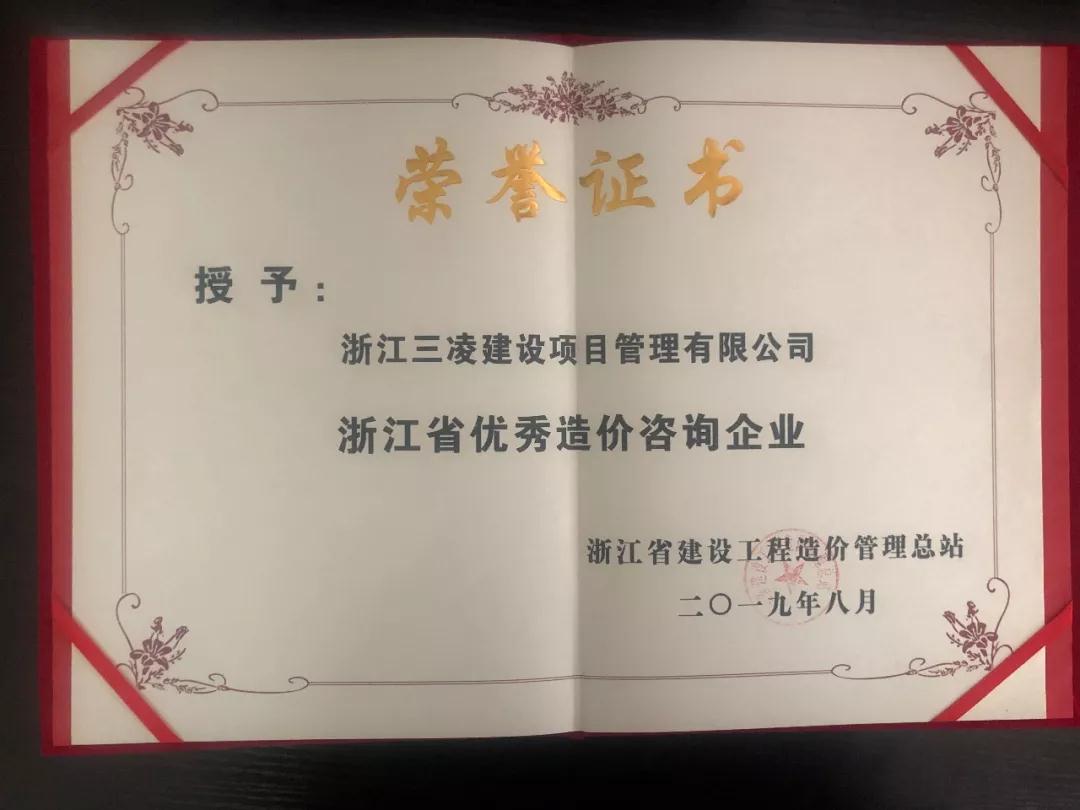 荣誉证书
授予：
浙江三凌建设项目管理有限公司
浙江省优秀造价咨询企业
浙江省建设工程造价管理总站
二〇一九年八月